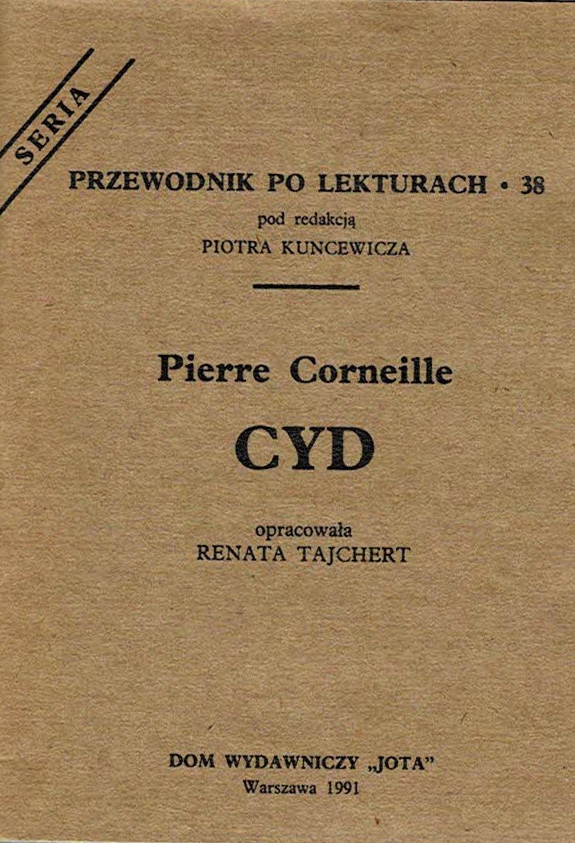 SERIA
PRZEWODNIK PO LEKTURACH • 38
pod redakcją
PIOTRA KUNCEWICZA
Pierre Corneille
CYD
opracowała
RENATA TAJCHERT
DOM WYDAWNICZY „JOTA”
Warszawa 1991